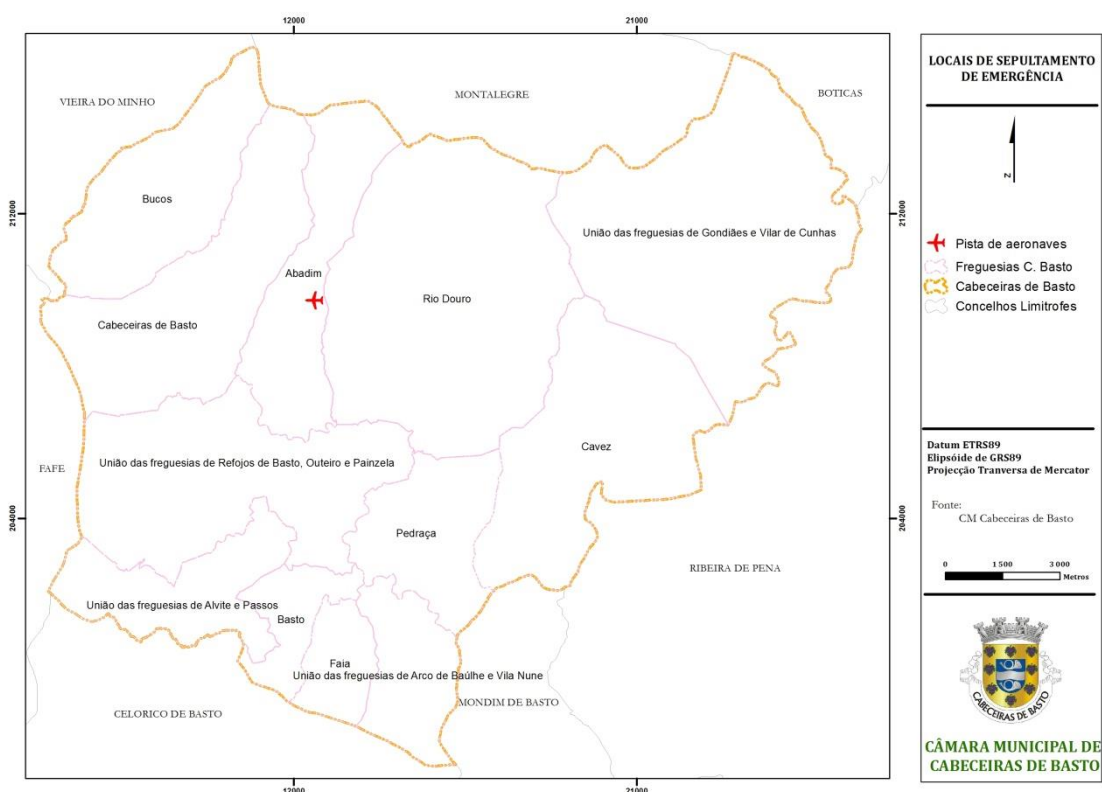 12000
21000
LOCAIS DE SEPULTAMENTO
DE EMERGÊNCIA
VIEIRA DO MINHO
MONTALEGRE
BOTICAS
N
212000
212000
Bucos
União das freguesias de Gondiães e Vilar de Cunhas
Pista de aeronaves
Freguesias C. Basto
Cabeceiras de Basto
Concelhos Limitrofes
Abadim
Rio Douro
Cabeceiras de Basto
Cavez
Datum ETRS89
Elipsóide de GRS89
Projecção Tranversa de Mercator
FAFE
União das freguesias de Refojos de Basto, Outeiro e Painzela
Fonte:
CM Cabeceiras de Basto
204000
204000
Pedraça
RIBEIRA DE PENA
0 1 500 3 000
Metros
União das freguesias de Alvite e Passos
Basto
Faia
União das freguesias de Arco de Baúlhe e Vila Nune
MONDIM DE BASTO
CELORICO DE BASTO
CABECEIRAS DE BASTO
CÂMARA MUNICIPAL DE
CABECEIRAS DE BASTO
12000
21000